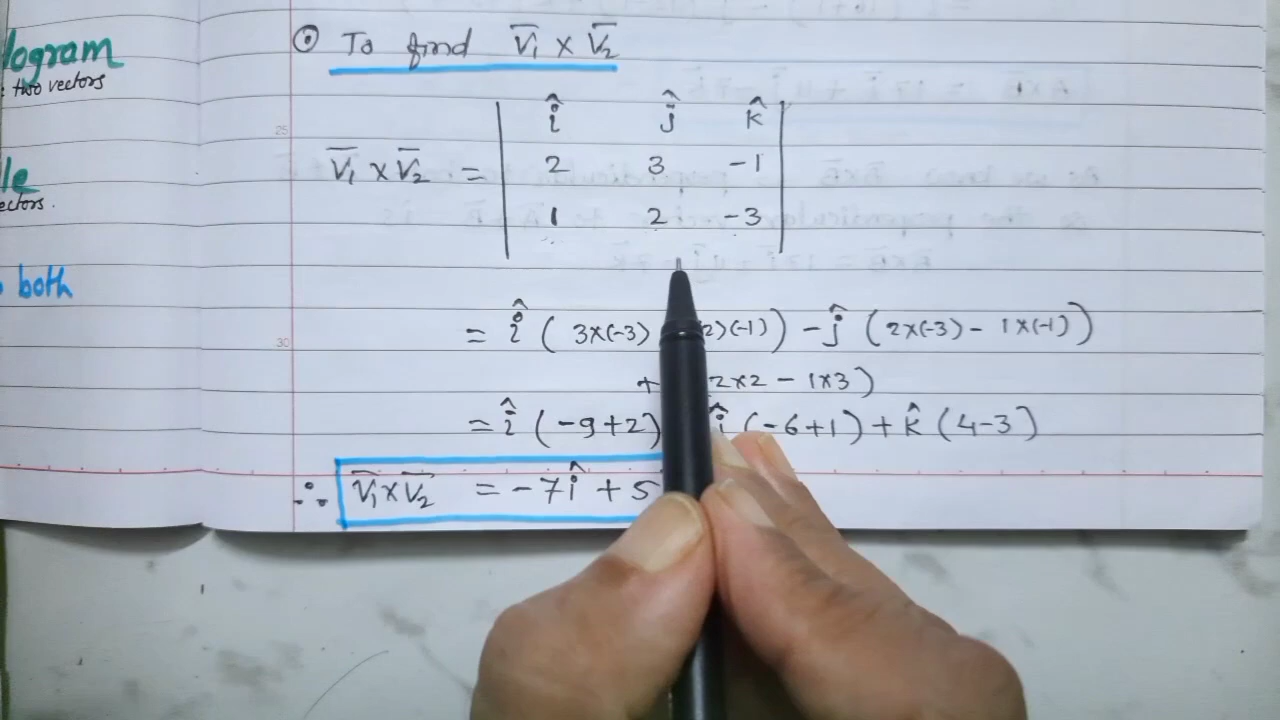 logram
two vectors
le
ectors.
both
⊙ To find V̅₁ × V̅₂
25
î ĵ k̂
V̅₁ × V̅₂ = 2 3 -1
1 2 -3
30
= î ( 3×(-3) 2)(-1)) - ĵ (2×(-3) - 1×(-1))
+ 2×2 - 1×3)
= î (-9+2) ĵ (-6+1) + k̂ (4-3)
∴ V̅₁×V̅₂ = -7î + 5